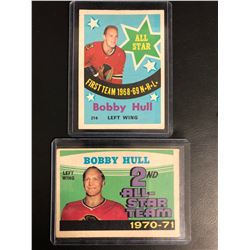 ALL
STAR
FIRST TEAM 1968-69 N.H.L.
Bobby Hull
214 LEFT WING
BOBBY HULL
LEFT
WING
2ND
ALL-
STAR
TEAM
1970-71